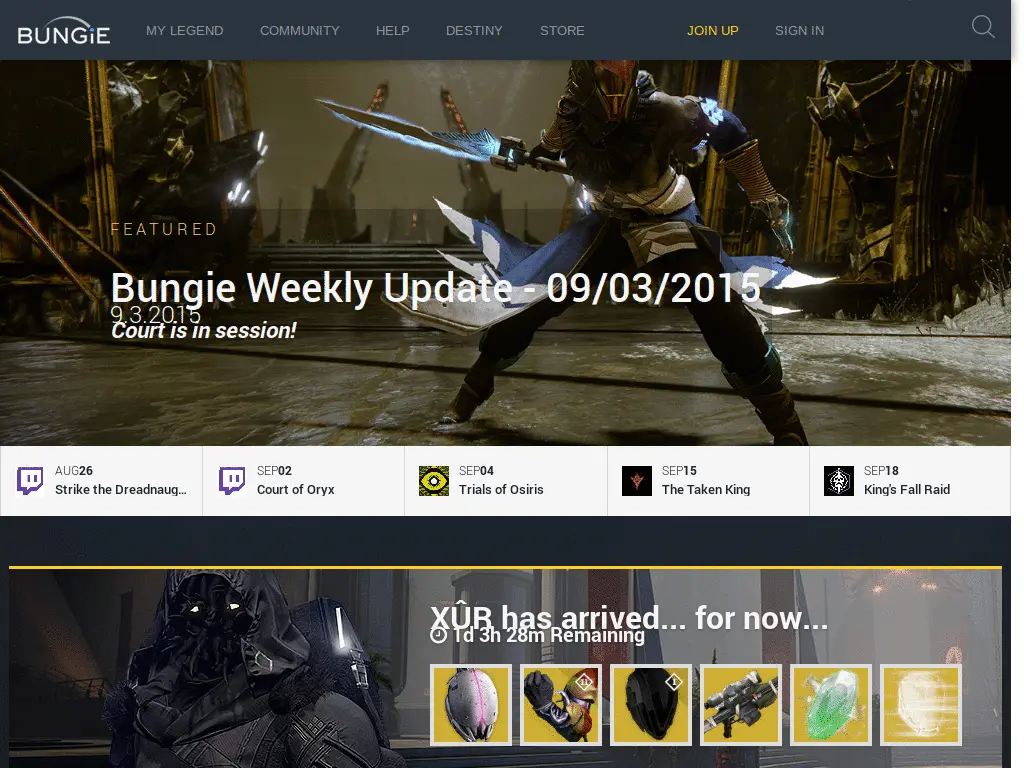 BUNGiE MY LEGEND COMMUNITY HELP DESTINY STORE JOIN UP SIGN IN
FEATURED
Bungie Weekly Update - 09/03/2015
9.3.2015
Court is in session!
AUG26
Strike the Dreadnaug...
SEP02
Court of Oryx
SEP04
Trials of Osiris
SEP15
The Taken King
SEP18
King's Fall Raid
XÛR has arrived... for now...
1d 3h 28m Remaining